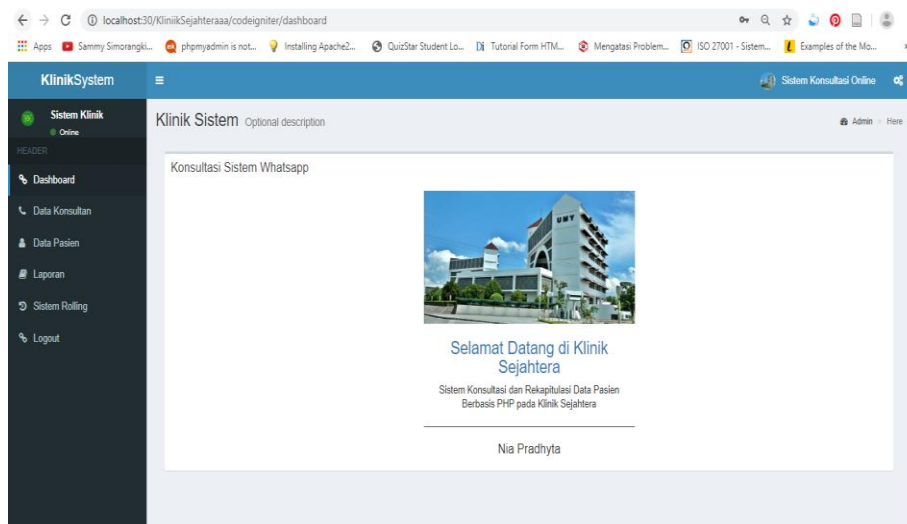 localhost:30/KliniikSejahteraaa/codeigniter/dashboard
Apps Sammy Simorangki... phpmyadmin is not... Installing Apache2... QuizStar Student Lo... Tutorial Form HTM... Mengatasi Problem... ISO 27001 - Sistem... Examples of the Mo...
KlinikSystem Sistem Konsultasi Online
Sistem Klinik
Online
Klinik Sistem Optional description Admin > Here
HEADER
Dashboard
Data Konsultan
Data Pasien
Laporan
Sistem Rolling
Logout
Konsultasi Sistem Whatsapp
UMY
Selamat Datang di Klinik
Sejahtera
Sistem Konsultasi dan Rekapitulasi Data Pasien
Berbasis PHP pada Klinik Sejahtera
Nia Pradhyta